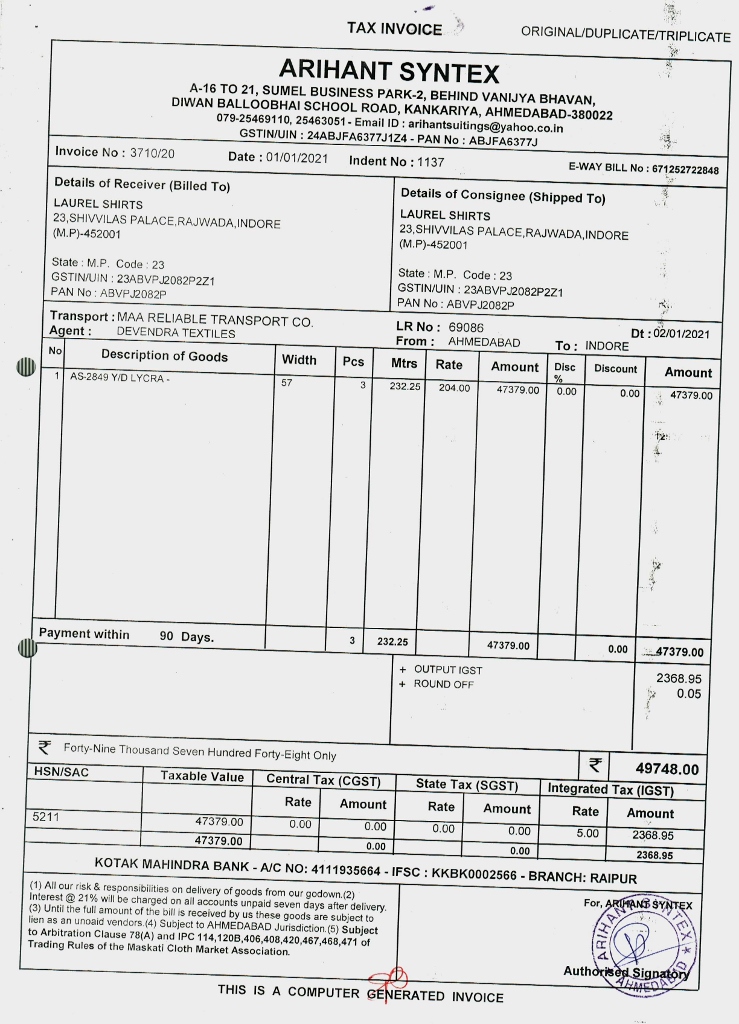 TAX INVOICE
ORIGINAL/DUPLICATE/TRIPLICATE
ARIHANT SYNTEX
A-16 TO 21, SUMEL BUSINESS PARK-2, BEHIND VANIJYA BHAVAN,
DIWAN BALLOOBHAI SCHOOL ROAD, KANKARIYA, AHMEDABAD-380022
079-25469110, 25463051 - Email ID : arihantsuitings@yahoo.co.in
GSTIN/UIN : 24ABJFA6377J1Z4 - PAN No : ABJFA6377J
Invoice No : 3710/20 Date : 01/01/2021 Indent No : 1137 E-WAY BILL No : 671252722848
Details of Receiver (Billed To)
LAUREL SHIRTS
23,SHIVVILAS PALACE,RAJWADA,INDORE
(M.P)-452001
State : M.P. Code : 23
GSTIN/UIN : 23ABVPJ2082P2Z1
PAN No : ABVPJ2082P
Details of Consignee (Shipped To)
LAUREL SHIRTS
23,SHIVVILAS PALACE,RAJWADA,INDORE
(M.P)-452001
State : M.P. Code : 23
GSTIN/UIN : 23ABVPJ2082P2Z1
PAN No : ABVPJ2082P
Transport : MAA RELIABLE TRANSPORT CO. LR No : 69086 Dt : 02/01/2021
Agent : DEVENDRA TEXTILES From : AHMEDABAD To : INDORE
No Description of Goods Width Pcs Mtrs Rate Amount Disc % Discount Amount
1 AS-2849 Y/D LYCRA - 57 3 232.25 204.00 47379.00 0.00 0.00 47379.00
Payment within 90 Days. 3 232.25 47379.00 0.00 47379.00
+ OUTPUT IGST 2368.95
+ ROUND OFF 0.05
₹ Forty-Nine Thousand Seven Hundred Forty-Eight Only ₹ 49748.00
HSN/SAC Taxable Value Central Tax (CGST) State Tax (SGST) Integrated Tax (IGST)
Rate Amount Rate Amount Rate Amount
5211 47379.00 0.00 0.00 0.00 0.00 5.00 2368.95
47379.00 0.00 0.00 2368.95
KOTAK MAHINDRA BANK - A/C NO: 4111935664 - IFSC : KKBK0002566 - BRANCH: RAIPUR
(1) All our risk & responsibilities on delivery of goods from our godown.(2)
Interest @ 21% will be charged on all accounts unpaid seven days after delivery.
(3) Until the full amount of the bill is received by us these goods are subject to
lien as an unoaid vendors.(4) Subject to AHMEDABAD Jurisdiction.(5) Subject
to Arbitration Clause 78(A) and IPC 114,120B,406,408,420,467,468,471 of
Trading Rules of the Maskati Cloth Market Association.
For, ARIHANT SYNTEX
ARIHANT SYNTEX
AHMEDABAD
Authorised Signatory
THIS IS A COMPUTER GENERATED INVOICE